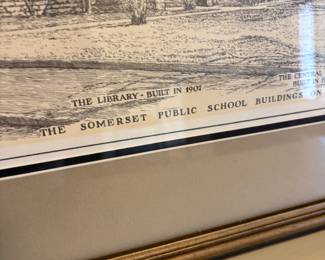 THE LIBRARY - BUILT IN 1907
THE CENTRAL
BUILT IN
THE SOMERSET PUBLIC SCHOOL BUILDINGS ON